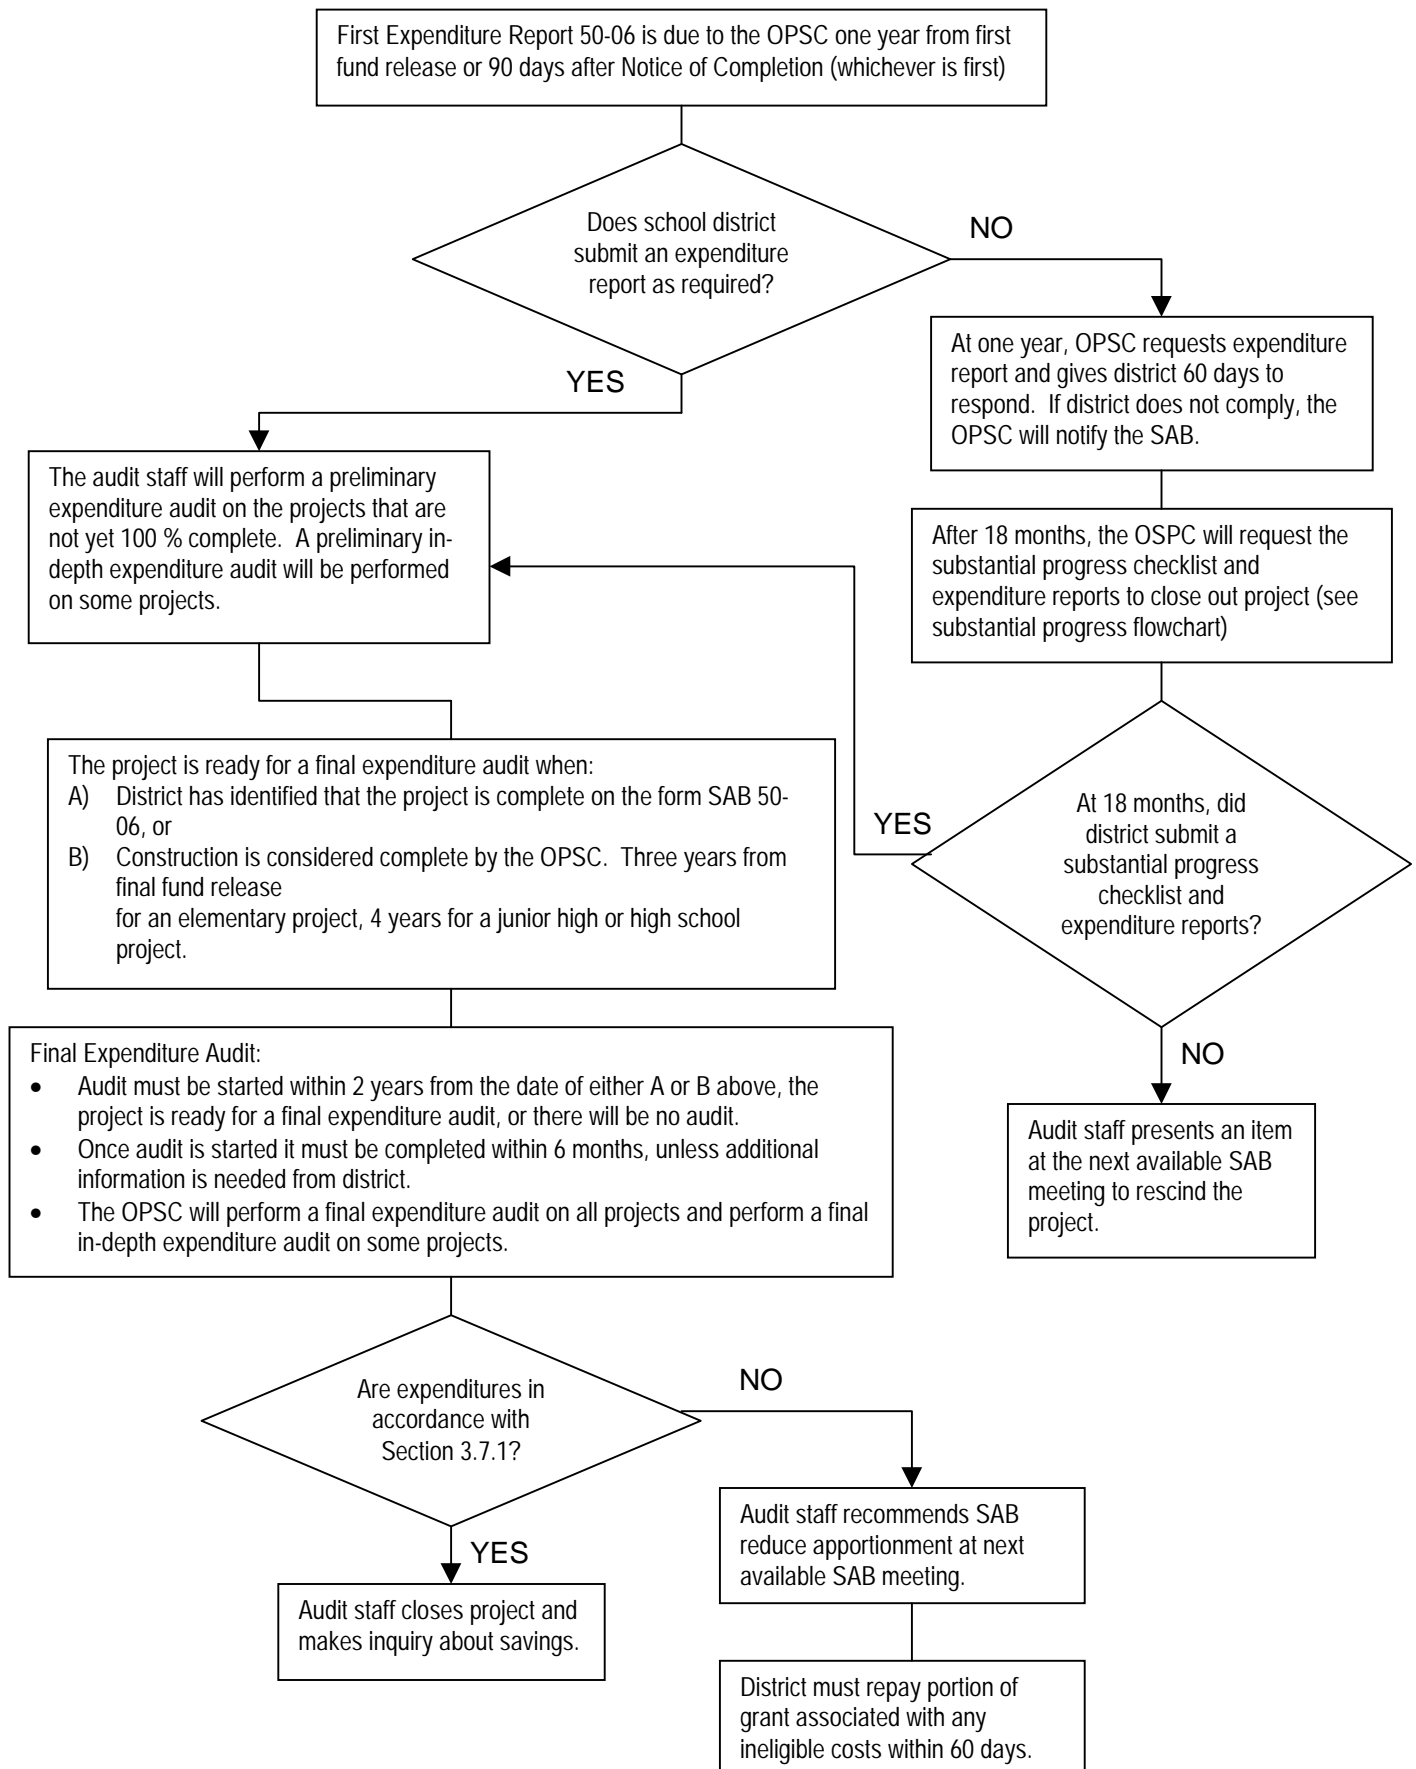 First Expenditure Report 50-06 is due to the OPSC one year from first
fund release or 90 days after Notice of Completion (whichever is first)
Does school district
submit an expenditure
report as required?
NO
YES
At one year, OPSC requests expenditure
report and gives district 60 days to
respond.  If district does not comply, the
OPSC will notify the SAB.
The audit staff will perform a preliminary
expenditure audit on the projects that are
not yet 100 % complete.  A preliminary in-
depth expenditure audit will be performed
on some projects.
After 18 months, the OSPC will request the
substantial progress checklist and
expenditure reports to close out project (see
substantial progress flowchart)
The project is ready for a final expenditure audit when:
A) District has identified that the project is complete on the form SAB 50-
06, or
B) Construction is considered complete by the OPSC.  Three years from
final fund release
for an elementary project, 4 years for a junior high or high school
project.
YES
At 18 months, did
district submit a
substantial progress
checklist and
expenditure reports?
NO
Final Expenditure Audit:
• Audit must be started within 2 years from the date of either A or B above, the
project is ready for a final expenditure audit, or there will be no audit.
• Once audit is started it must be completed within 6 months, unless additional
information is needed from district.
• The OPSC will perform a final expenditure audit on all projects and perform a final
in-depth expenditure audit on some projects.
Audit staff presents an item
at the next available SAB
meeting to rescind the
project.
Are expenditures in
accordance with
Section 3.7.1?
NO
YES
Audit staff recommends SAB
reduce apportionment at next
available SAB meeting.
Audit staff closes project and
makes inquiry about savings.
District must repay portion of
grant associated with any
ineligible costs within 60 days.